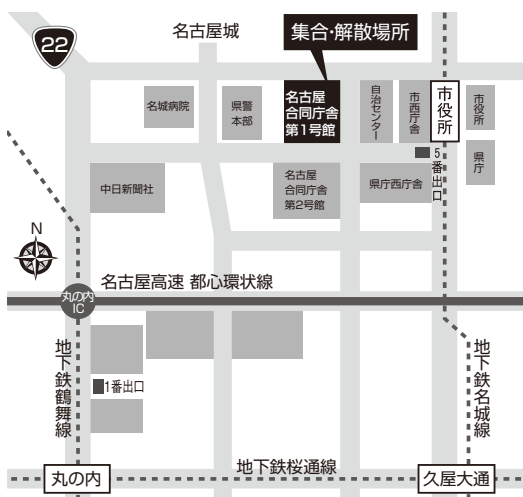 22
名古屋城
集合・解散場所
名城病院
県警
本部
名古屋
合同庁舎
第1号館
自治センター
市西庁舎
市役所
市役所
5番出口
県庁
中日新聞社
名古屋
合同庁舎
第2号館
県庁西庁舎
N
名古屋高速 都心環状線
丸の内
IC
地下鉄鶴舞線
1番出口
地下鉄名城線
地下鉄桜通線
丸の内
久屋大通